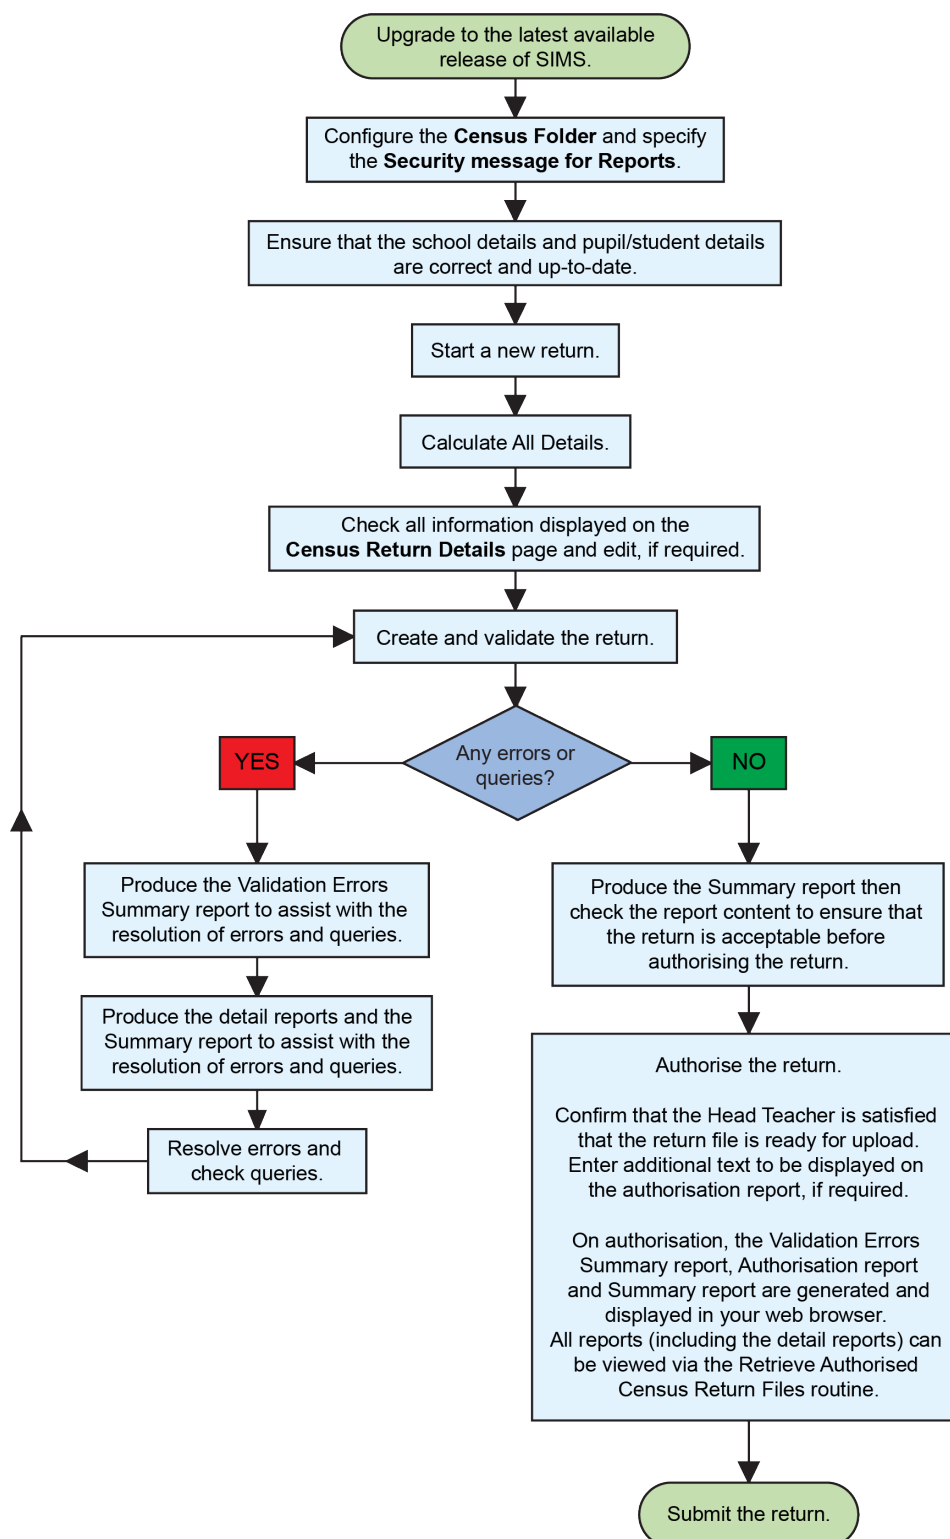 Upgrade to the latest available
release of SIMS.
Configure the Census Folder and specify
the Security message for Reports.
Ensure that the school details and pupil/student details
are correct and up-to-date.
Start a new return.
Calculate All Details.
Check all information displayed on the
Census Return Details page and edit, if required.
Create and validate the return.
Any errors or
queries?
YES
NO
Produce the Validation Errors
Summary report to assist with the
resolution of errors and queries.
Produce the detail reports and the
Summary report to assist with the
resolution of errors and queries.
Resolve errors and
check queries.
Produce the Summary report then
check the report content to ensure that
the return is acceptable before
authorising the return.
Authorise the return.
Confirm that the Head Teacher is satisfied
that the return file is ready for upload.
Enter additional text to be displayed on
the authorisation report, if required.
On authorisation, the Validation Errors
Summary report, Authorisation report
and Summary report are generated and
displayed in your web browser.
All reports (including the detail reports) can
be viewed via the Retrieve Authorised
Census Return Files routine.
Submit the return.